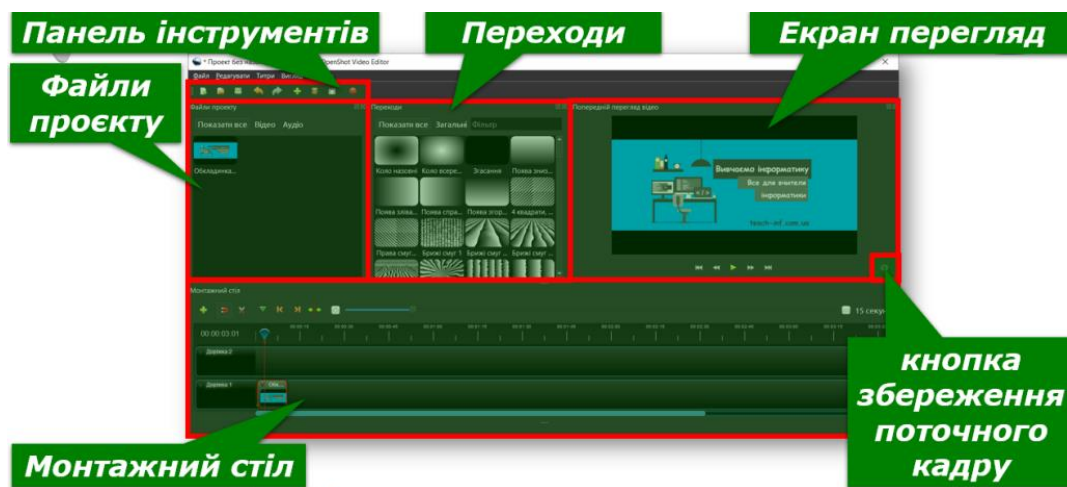 Панель інструментів
Переходи
Екран перегляд
Файли
проєкту
* Проект без
OpenShot Video Editor
Файл Редагувати Титри
Файли проекту
Переходи
Попередній перегляд відео
Показати все Відео Аудіо
Показати все Загальні Фільтр
Обкладинка...
Коло назовні Коло всере... Згасання Поява зниз...
Поява зліва... Поява спра... Поява згор... 4 квадрати, ...
Права смуг... Брижі смуг 1 Брижі смуг ... Брижі смуг ...
Вивчаємо інформатику
Все для вчителя
інформатики
teach-inf.com.ua
Монтажний стіл
15 секун
00:00:03:01
Доріжка 2
Доріжка 1
Обк...
кнопка
збереження
поточного
кадру
Монтажний стіл